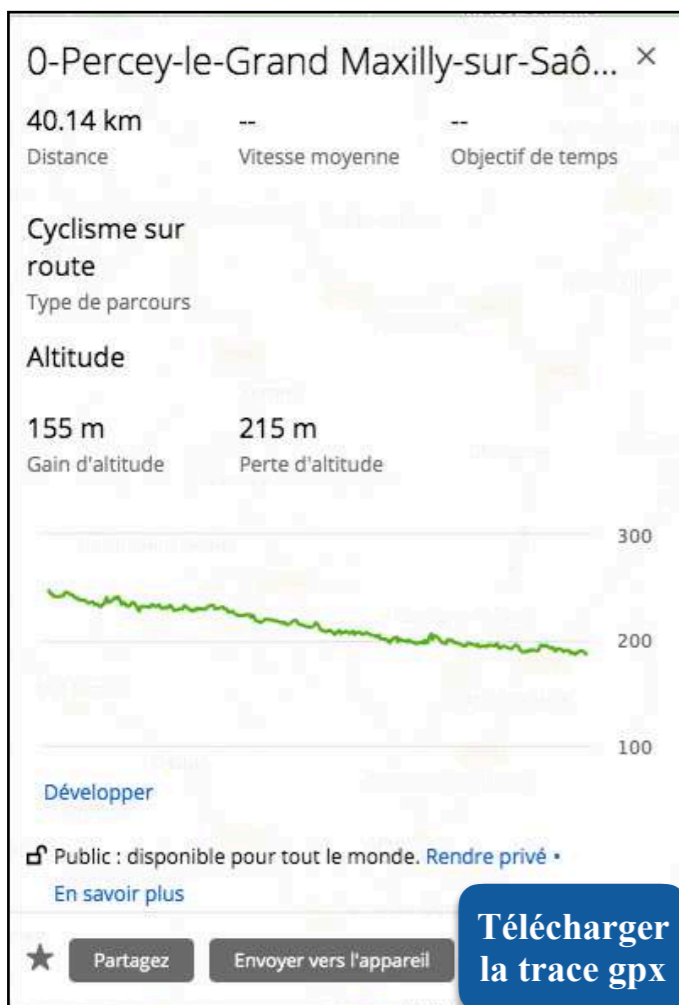 0-Percey-le-Grand Maxilly-sur-Saô... ×
40.14 km -- --
Distance Vitesse moyenne Objectif de temps
Cyclisme sur
route
Type de parcours
Altitude
155 m 215 m
Gain d'altitude Perte d'altitude
300
200
100
Développer
Public : disponible pour tout le monde. Rendre privé •
En savoir plus
Partagez Envoyer vers l'appareil
Télécharger
la trace gpx